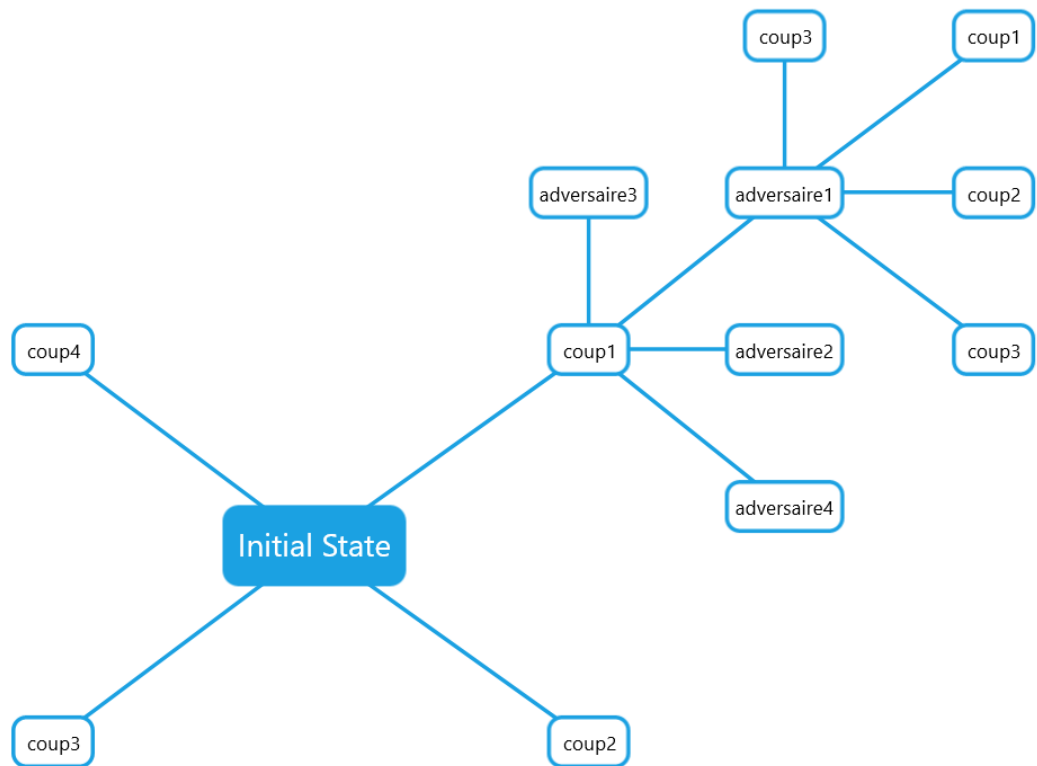 coup3
coup1
adversaire3
adversaire1
coup2
coup4
coup1
adversaire2
coup3
adversaire4
Initial State
coup3
coup2